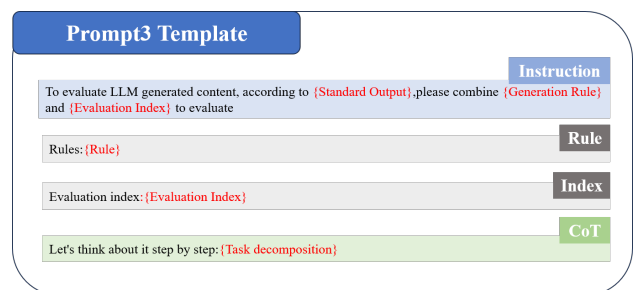 Prompt3 Template
Instruction
To evaluate LLM generated content, according to {Standard Output},please combine {Generation Rule}
and {Evaluation Index} to evaluate
Rule
Rules:{Rule}
Index
Evaluation index:{Evaluation Index}
CoT
Let's think about it step by step:{Task decomposition}